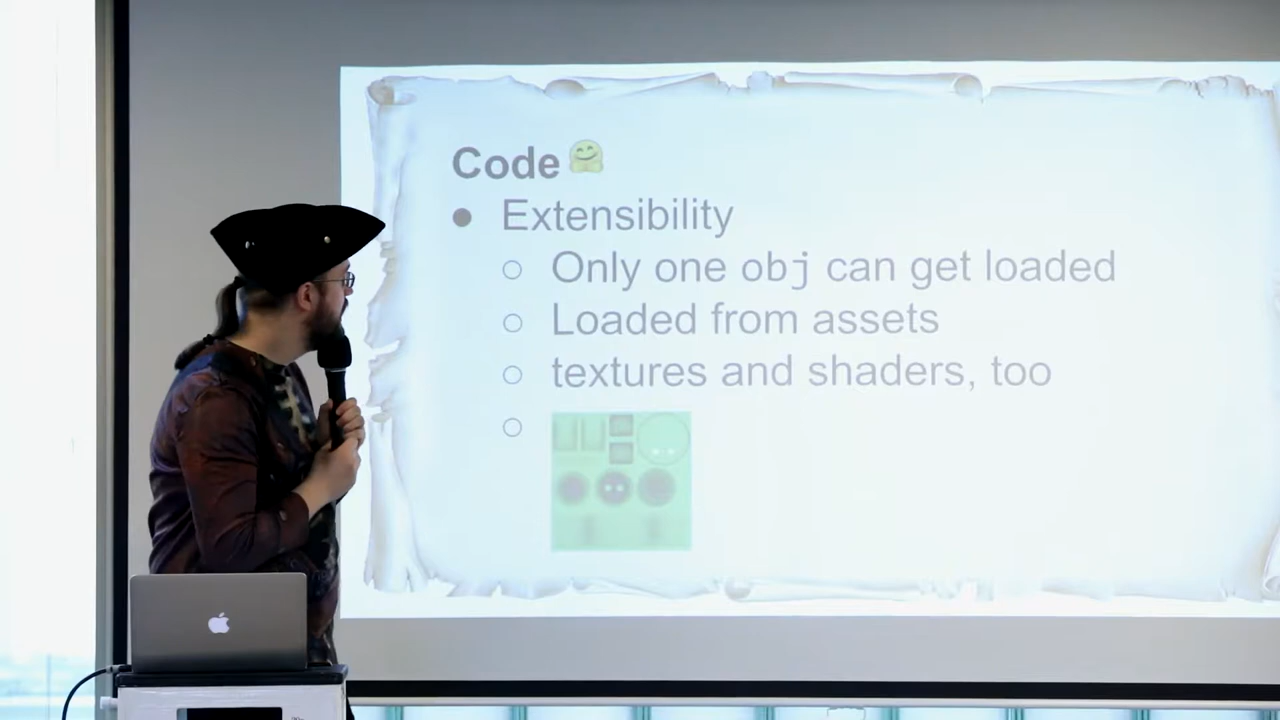 Code🤗
● Extensibility
○ Only one obj can get loaded
○ Loaded from assets
○ textures and shaders, too
○